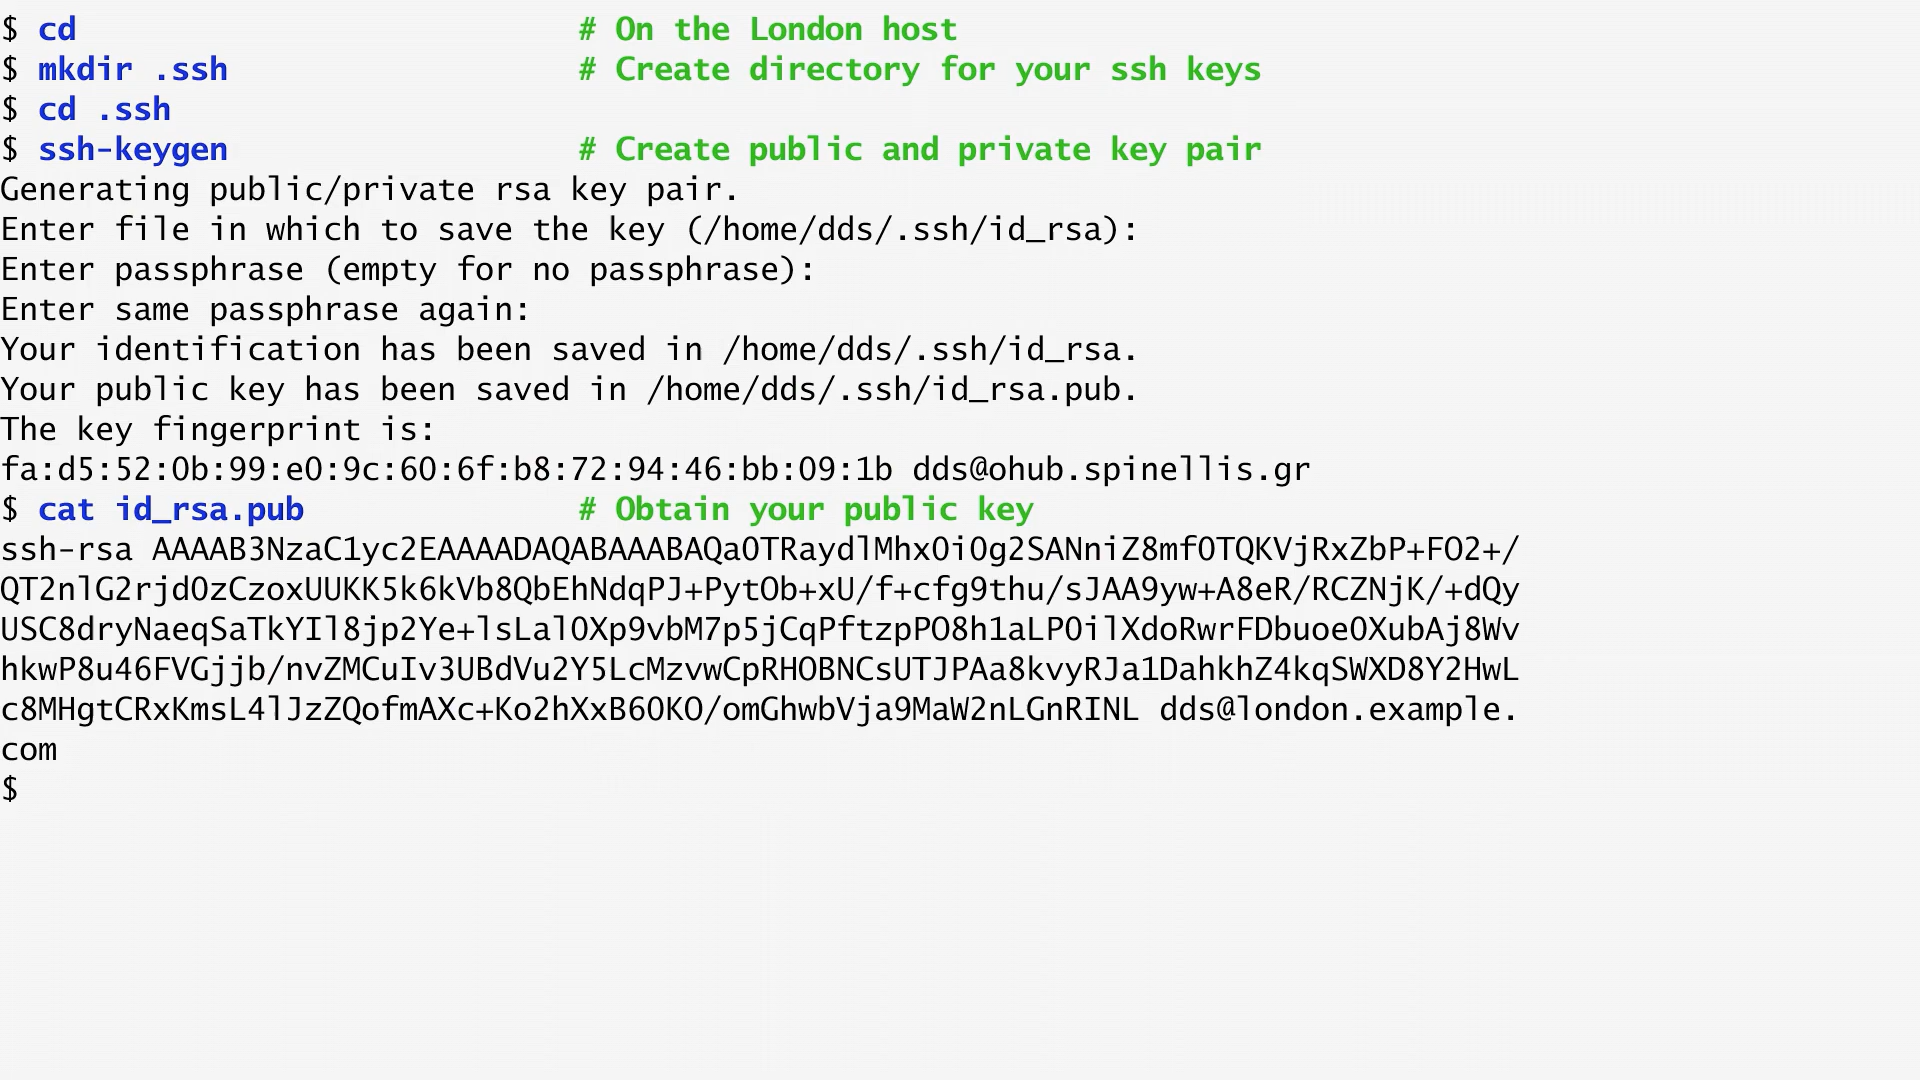 $ cd # On the London host
$ mkdir .ssh # Create directory for your ssh keys
$ cd .ssh
$ ssh-keygen # Create public and private key pair
Generating public/private rsa key pair.
Enter file in which to save the key (/home/dds/.ssh/id_rsa):
Enter passphrase (empty for no passphrase):
Enter same passphrase again:
Your identification has been saved in /home/dds/.ssh/id_rsa.
Your public key has been saved in /home/dds/.ssh/id_rsa.pub.
The key fingerprint is:
fa:d5:52:0b:99:e0:9c:60:6f:b8:72:94:46:bb:09:1b dds@ohub.spinellis.gr
$ cat id_rsa.pub # Obtain your public key
ssh-rsa AAAAB3NzaC1yc2EAAAADAQABAAABAQa0TRaydlMhx0i0g2SANniZ8mf0TQKVjRxZbP+FO2+/
QT2nlG2rjd0zCzoxUUKK5k6kVb8QbEhNdqPJ+PytOb+xU/f+cfg9thu/sJAA9yw+A8eR/RCZNjK/+dQy
USC8dryNaeqSaTkYIl8jp2Ye+lsLal0Xp9vbM7p5jCqPftzpPO8h1aLP0ilXdoRwrFDbuoe0XubAj8Wv
hkwP8u46FVGjjb/nvZMCuIv3UBdVu2Y5LcMzvwCpRHOBNCsUTJPAa8kvyRJa1DahkhZ4kqSWXD8Y2HwL
c8MHgtCRxKmsL4lJzZQofmAXc+Ko2hXxB60KO/omGhwbVja9MaW2nLGnRINL dds@london.example.
com
$